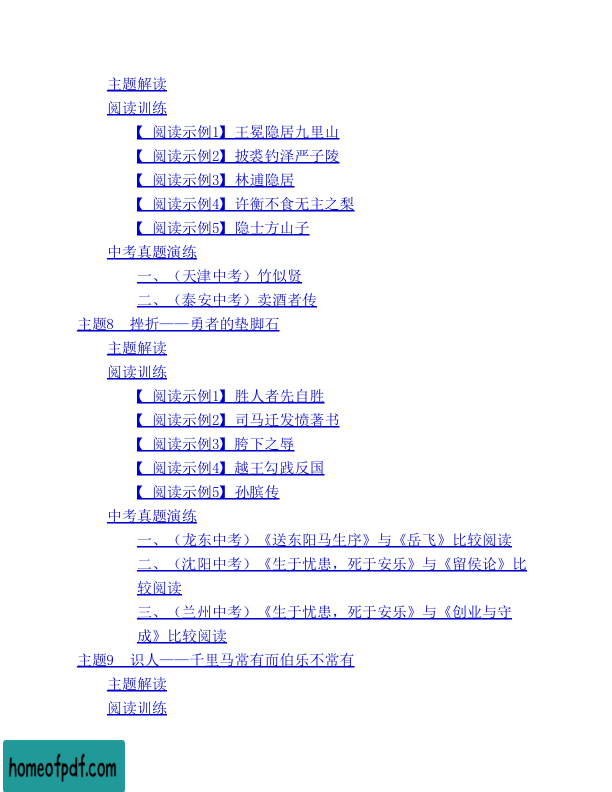 主题解读
阅读训练
【 阅读示例1】王冕隐居九里山
【 阅读示例2】披裘钓泽严子陵
【 阅读示例3】林逋隐居
【 阅读示例4】许衡不食无主之梨
【 阅读示例5】隐士方山子
中考真题演练
一、（天津中考）竹似贤
二、（泰安中考）卖酒者传
主题8　挫折——勇者的垫脚石
主题解读
阅读训练
【 阅读示例1】胜人者先自胜
【 阅读示例2】司马迁发愤著书
【 阅读示例3】胯下之辱
【 阅读示例4】越王勾践反国
【 阅读示例5】孙膑传
中考真题演练
一、（龙东中考）《送东阳马生序》与《岳飞》比较阅读
二、（沈阳中考）《生于忧患，死于安乐》与《留侯论》比
较阅读
三、（兰州中考）《生于忧患，死于安乐》与《创业与守
成》比较阅读
主题9　识人——千里马常有而伯乐不常有
主题解读
阅读训练
homeofpdf.com